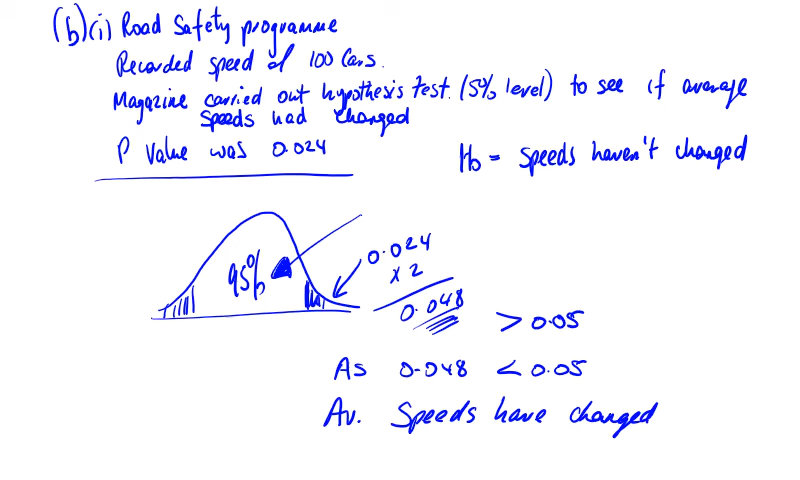 (b)(i) Road Safety programme
Recorded speed of 100 Cars.
Magazine carried out hypothesis test (5% level) to see if average
speeds had changed
P Value was 0.024
H0 = Speeds haven't changed
95%
0.024
x 2
0.048
> 0.05
As 0.048 < 0.05
Av. Speeds have changed